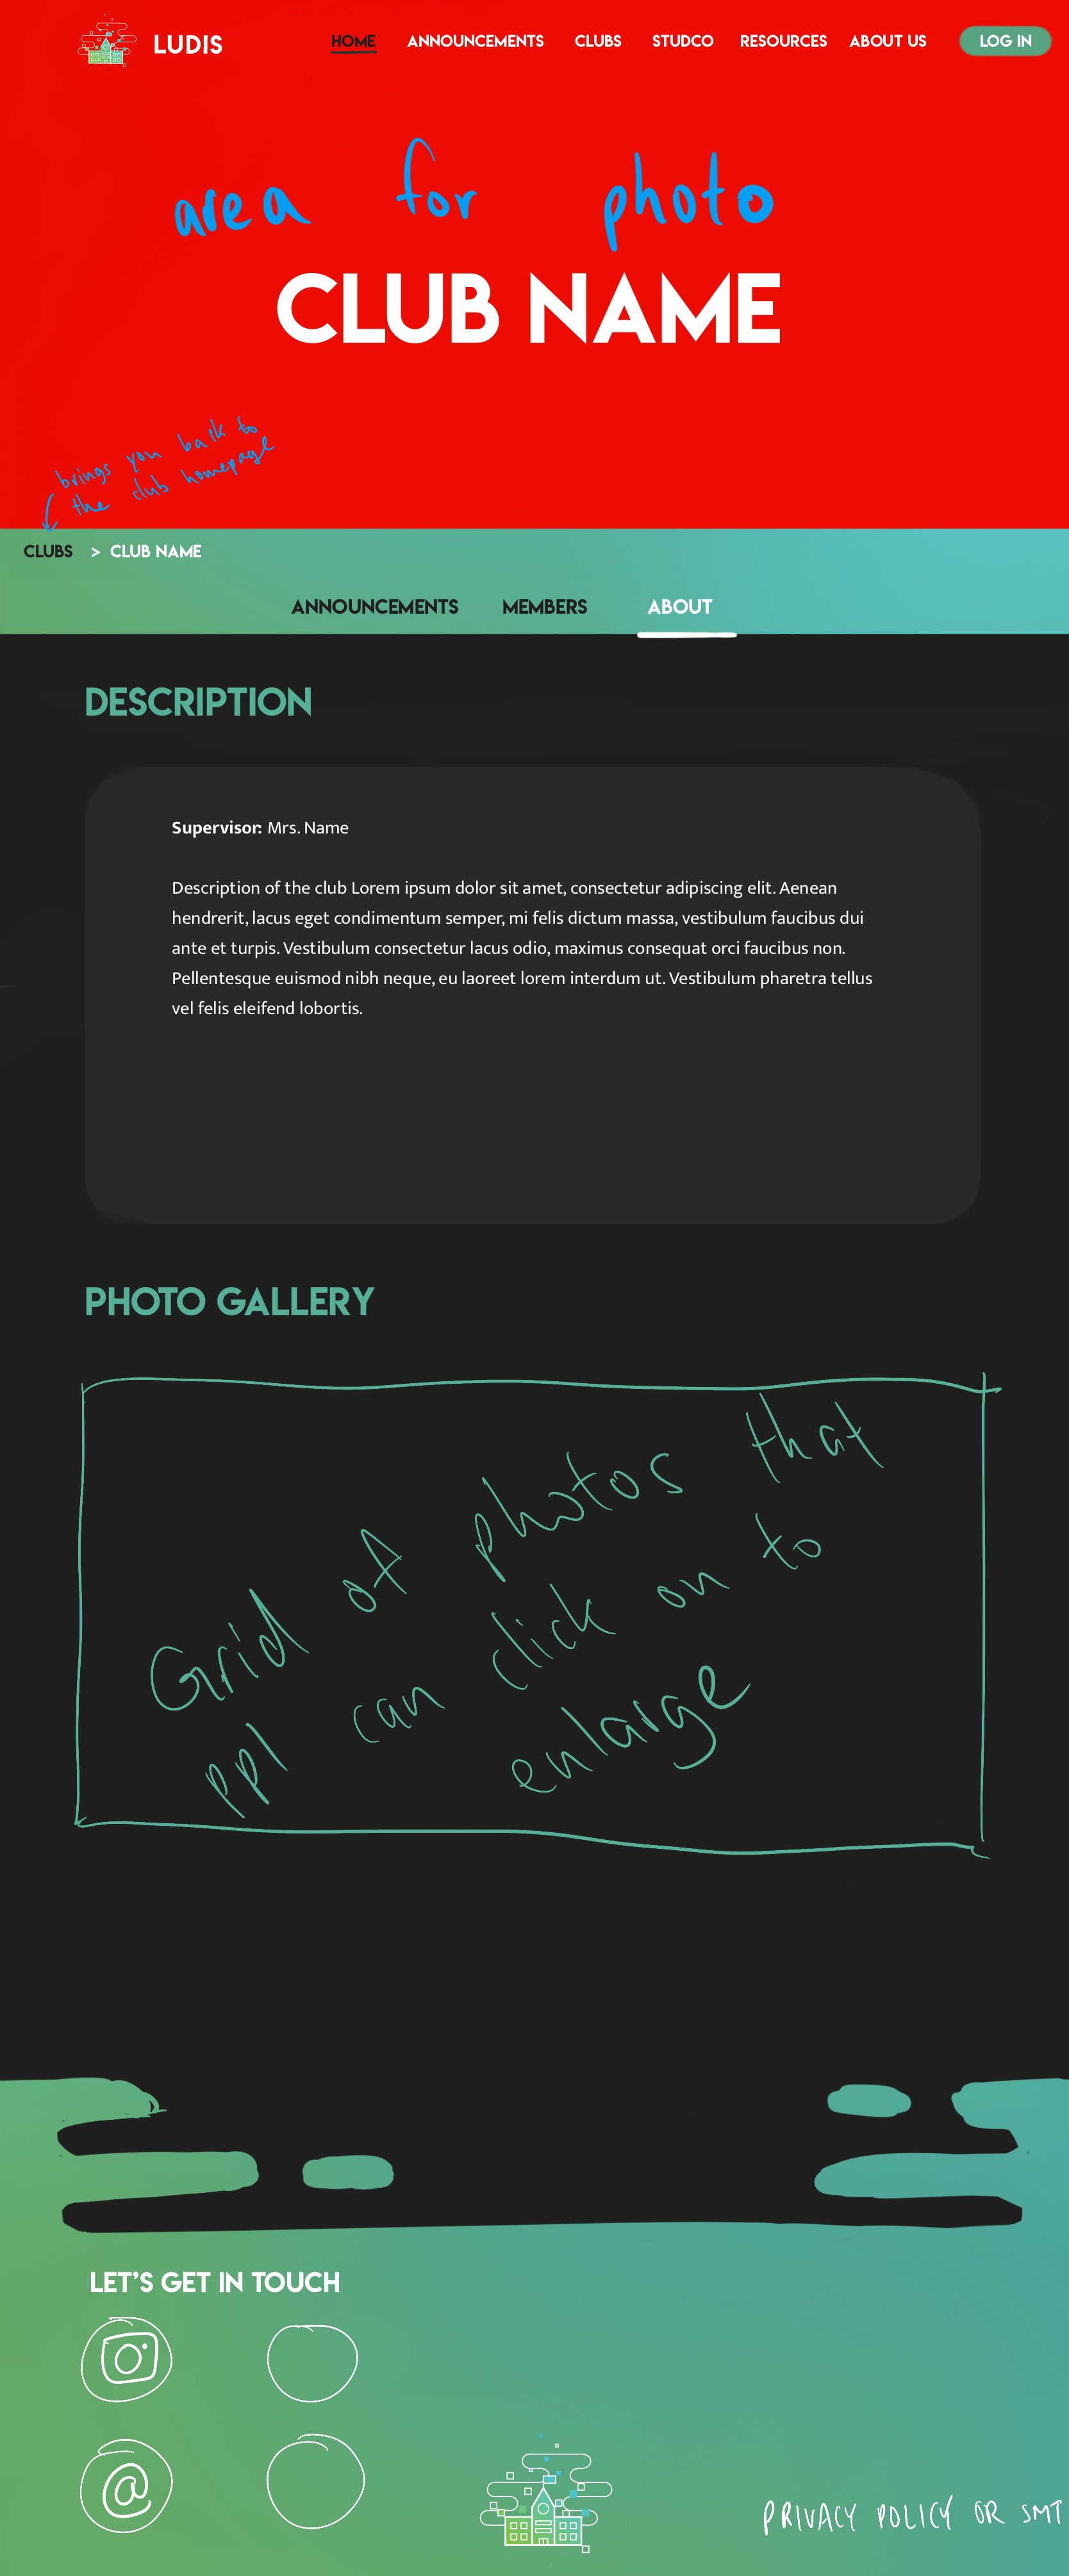 LUDIS
HOME ANNOUNCEMENTS CLUBS STUDCO RESOURCES ABOUT US LOG IN
area for photo
CLUB NAME
brings you back to
the club homepage
CLUBS > CLUB NAME
ANNOUNCEMENTS MEMBERS ABOUT
DESCRIPTION
Supervisor: Mrs. Name
Description of the club Lorem ipsum dolor sit amet, consectetur adipiscing elit. Aenean
hendrerit, lacus eget condimentum semper, mi felis dictum massa, vestibulum faucibus dui
ante et turpis. Vestibulum consectetur lacus odio, maximus consequat orci faucibus non.
Pellentesque euismod nibh neque, eu laoreet lorem interdum ut. Vestibulum pharetra tellus
vel felis eleifend lobortis.
PHOTO GALLERY
Grid of photos that
ppl can click on to
enlarge
LET'S GET IN TOUCH
@
PRIVACY POLICY OR SMT